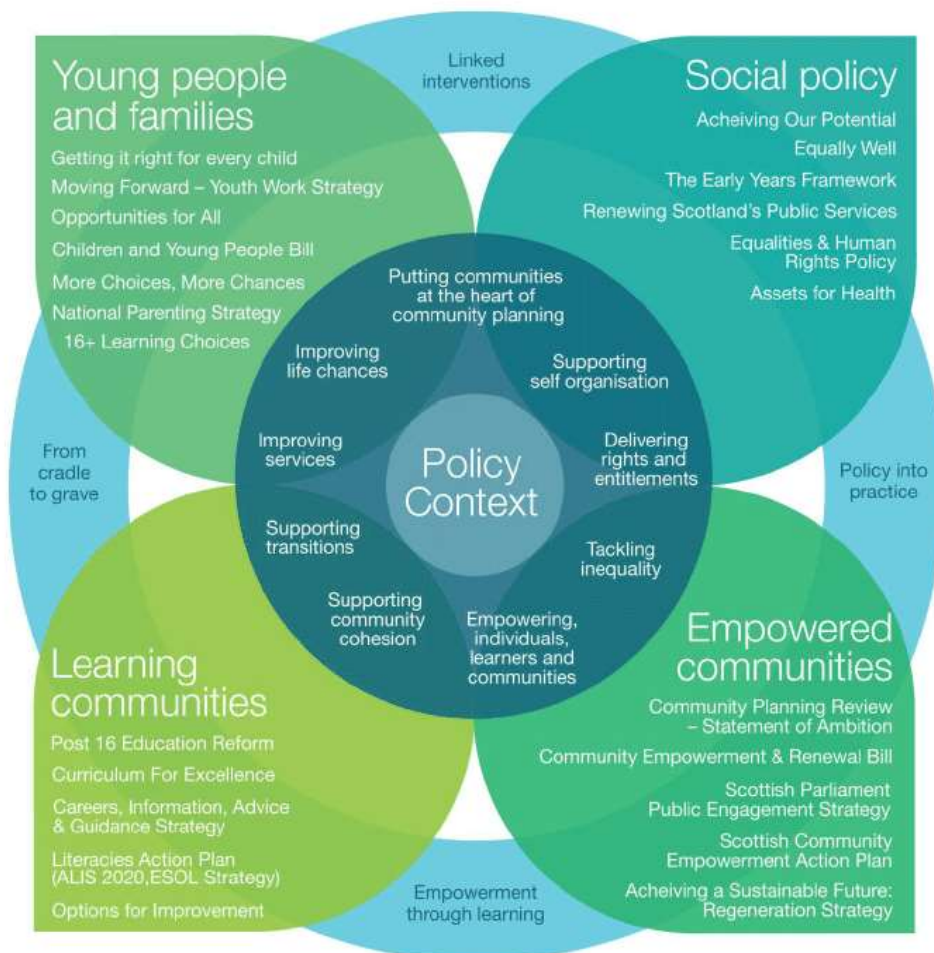 Linked
interventions
Young people
and families
Getting it right for every child
Moving Forward – Youth Work Strategy
Opportunities for All
Children and Young People Bill
More Choices, More Chances
National Parenting Strategy
16+ Learning Choices
Social policy
Acheiving Our Potential
Equally Well
The Early Years Framework
Renewing Scotland's Public Services
Equalities & Human
Rights Policy
Assets for Health
Putting communities
at the heart of
community planning
Improving
life chances
Supporting
self organisation
Improving
services
Delivering
rights and
entitlements
Policy
Context
From
cradle
to grave
Policy into
practice
Supporting
transitions
Tackling
inequality
Supporting
community
cohesion
Empowering,
individuals,
learners and
communities
Learning
communities
Post 16 Education Reform
Curriculum For Excellence
Careers, Information, Advice
& Guidance Strategy
Literacies Action Plan
(ALIS 2020,ESOL Strategy)
Options for Improvement
Empowered
communities
Community Planning Review
– Statement of Ambition
Community Empowerment & Renewal Bill
Scottish Parliament
Public Engagement Strategy
Scottish Community
Empowerment Action Plan
Acheiving a Sustainable Future:
Regeneration Strategy
Empowerment
through learning